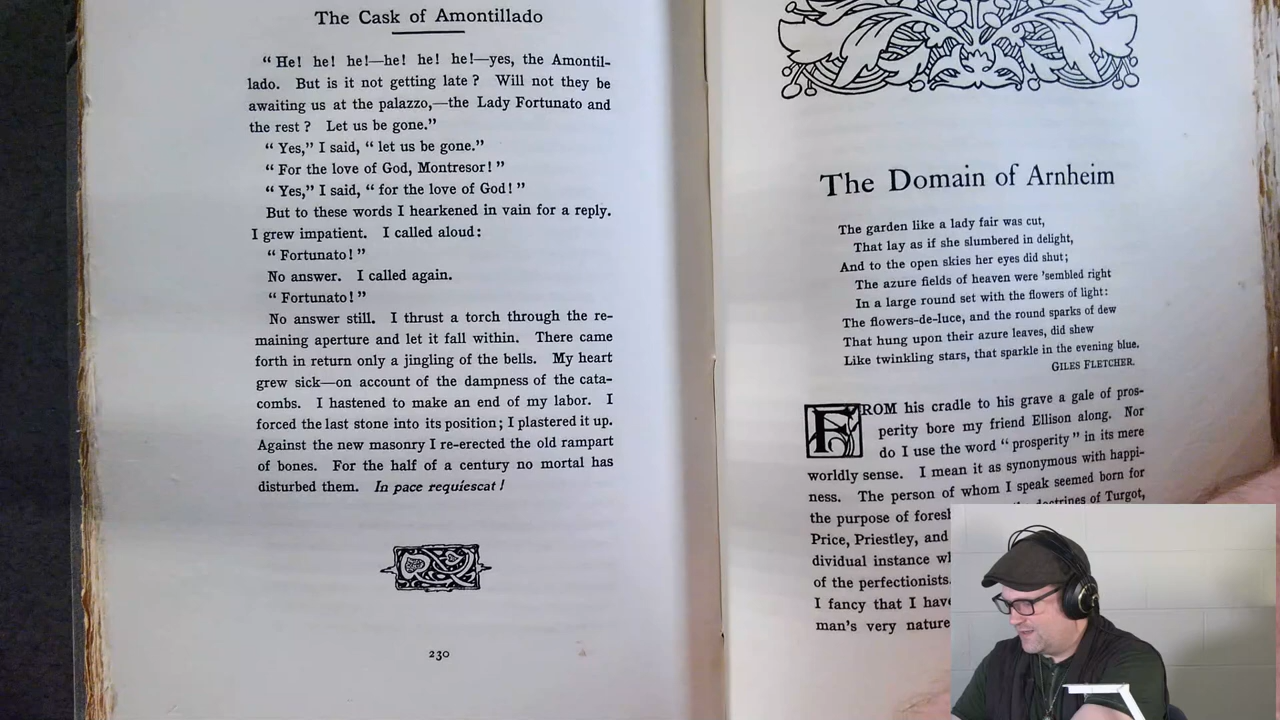 The Cask of Amontillado
“ He! he! he!—he! he! he!—yes, the Amontil-
lado. But is it not getting late ? Will not they be
awaiting us at the palazzo,—the Lady Fortunato and
the rest ? Let us be gone.”
“ Yes,” I said, “ let us be gone.”
“ For the love of God, Montresor! ”
“ Yes,” I said, “ for the love of God! ”
But to these words I hearkened in vain for a reply.
I grew impatient. I called aloud:
“ Fortunato! ”
No answer. I called again.
“ Fortunato! ”
No answer still. I thrust a torch through the re-
maining aperture and let it fall within. There came
forth in return only a jingling of the bells. My heart
grew sick—on account of the dampness of the cata-
combs. I hastened to make an end of my labor. I
forced the last stone into its position; I plastered it up.
Against the new masonry I re-erected the old rampart
of bones. For the half of a century no mortal has
disturbed them. In pace requiescat !
230
The Domain of Arnheim
The garden like a lady fair was cut,
That lay as if she slumbered in delight,
And to the open skies her eyes did shut;
The azure fields of heaven were 'sembled right
In a large round set with the flowers of light:
The flowers-de-luce, and the round sparks of dew
That hung upon their azure leaves, did shew
Like twinkling stars, that sparkle in the evening blue.
GILES FLETCHER.
FROM his cradle to his grave a gale of pros-
perity bore my friend Ellison along. Nor
do I use the word “ prosperity ” in its mere
worldly sense. I mean it as synonymous with happi-
ness. The person of whom I speak seemed born for
the purpose of doctrines of Turgot,
Price, Priestley, and
dividual instance
of the perfectionists.
I fancy that I have
man's very nature